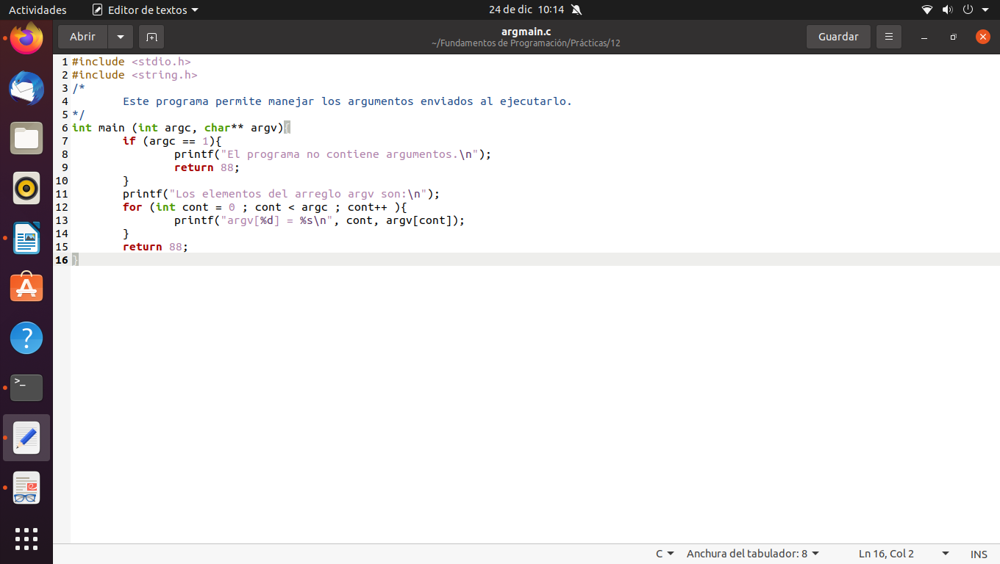 Actividades Editor de textos 24 de dic 10:14
Abrir argmain.c Guardar
~/Fundamentos de Programación/Prácticas/12
1 #include <stdio.h>
2 #include <string.h>
3 /*
4 Este programa permite manejar los argumentos enviados al ejecutarlo.
5 */
6 int main (int argc, char** argv){
7 if (argc == 1){
8 printf("El programa no contiene argumentos.\n");
9 return 88;
10 }
11 printf("Los elementos del arreglo argv son:\n");
12 for (int cont = 0 ; cont < argc ; cont++ ){
13 printf("argv[%d] = %s\n", cont, argv[cont]);
14 }
15 return 88;
16 }
C Anchura del tabulador: 8 Ln 16, Col 2 INS